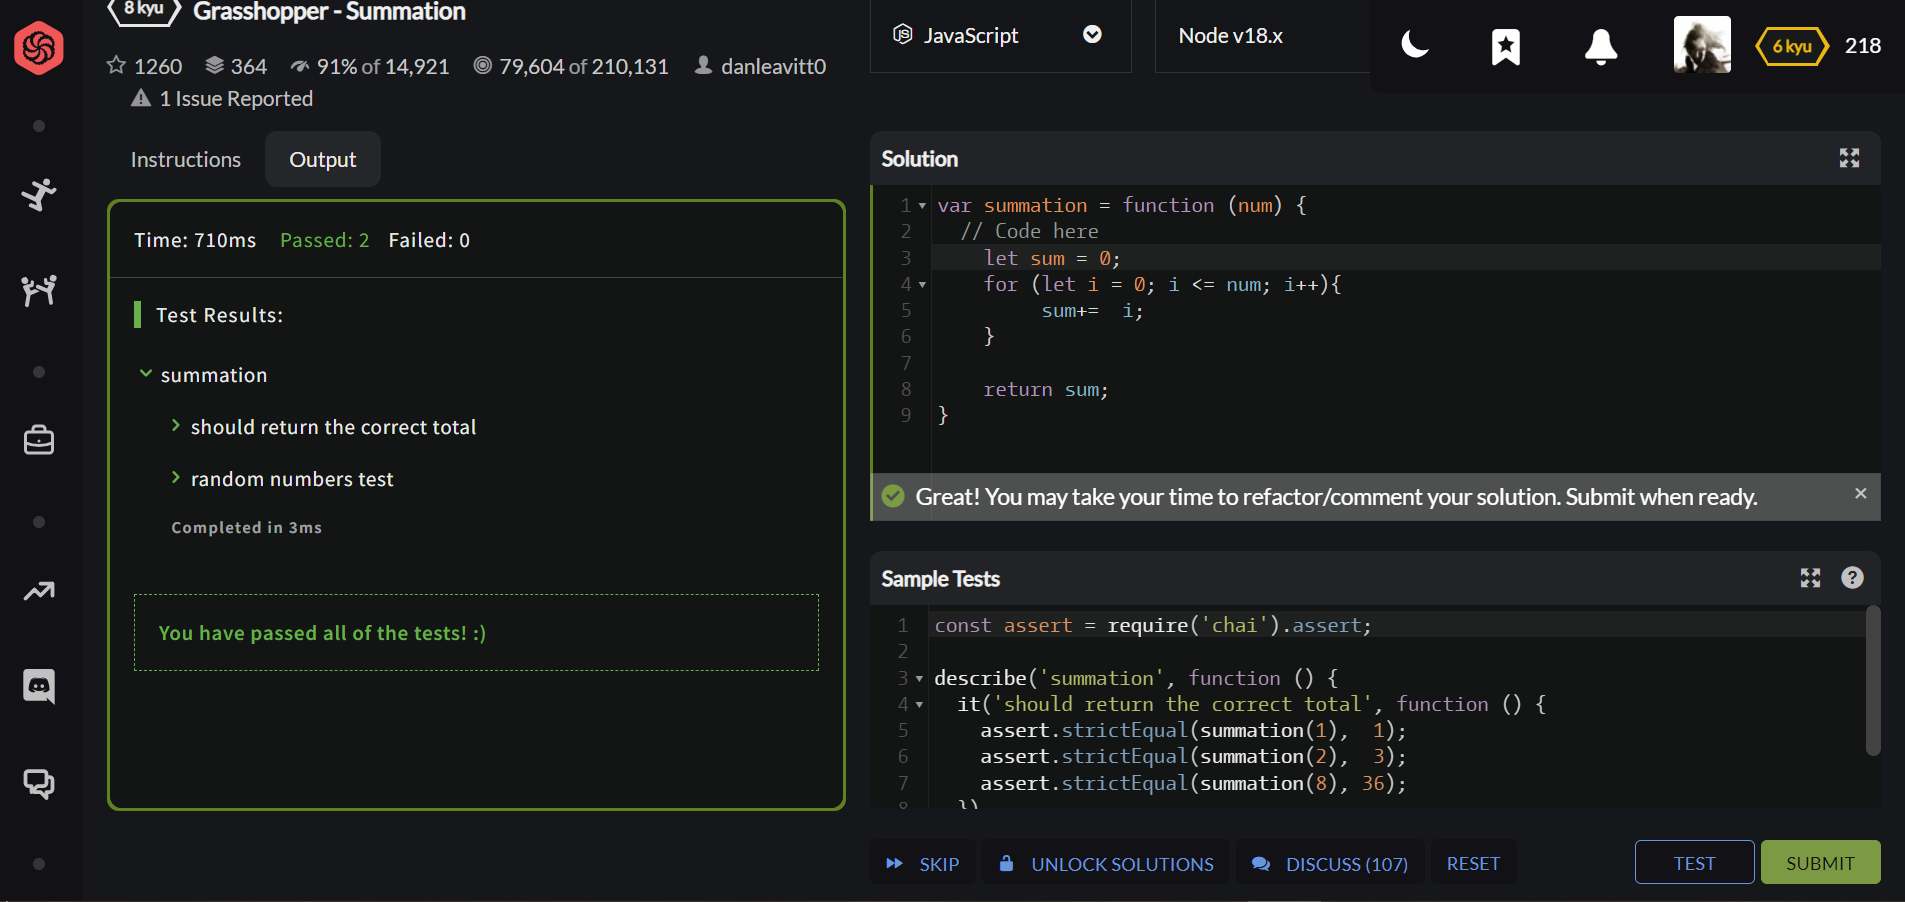 8 kyu Grasshopper - Summation
1260 364 91% of 14,921 79,604 of 210,131 danleavitt0
1 Issue Reported
JavaScript
Node v18.x
6 kyu 218
Instructions Output
Time: 710ms Passed: 2 Failed: 0
Test Results:
summation
should return the correct total
random numbers test
Completed in 3ms
You have passed all of the tests! :)
Solution
1 var summation = function (num) {
2 // Code here
3 let sum = 0;
4 for (let i = 0; i <= num; i++){
5 sum+= i;
6 }
7
8 return sum;
9 }
Great! You may take your time to refactor/comment your solution. Submit when ready.
Sample Tests
1 const assert = require('chai').assert;
2
3 describe('summation', function () {
4 it('should return the correct total', function () {
5 assert.strictEqual(summation(1), 1);
6 assert.strictEqual(summation(2), 3);
7 assert.strictEqual(summation(8), 36);
8 })
SKIP UNLOCK SOLUTIONS DISCUSS (107) RESET TEST SUBMIT